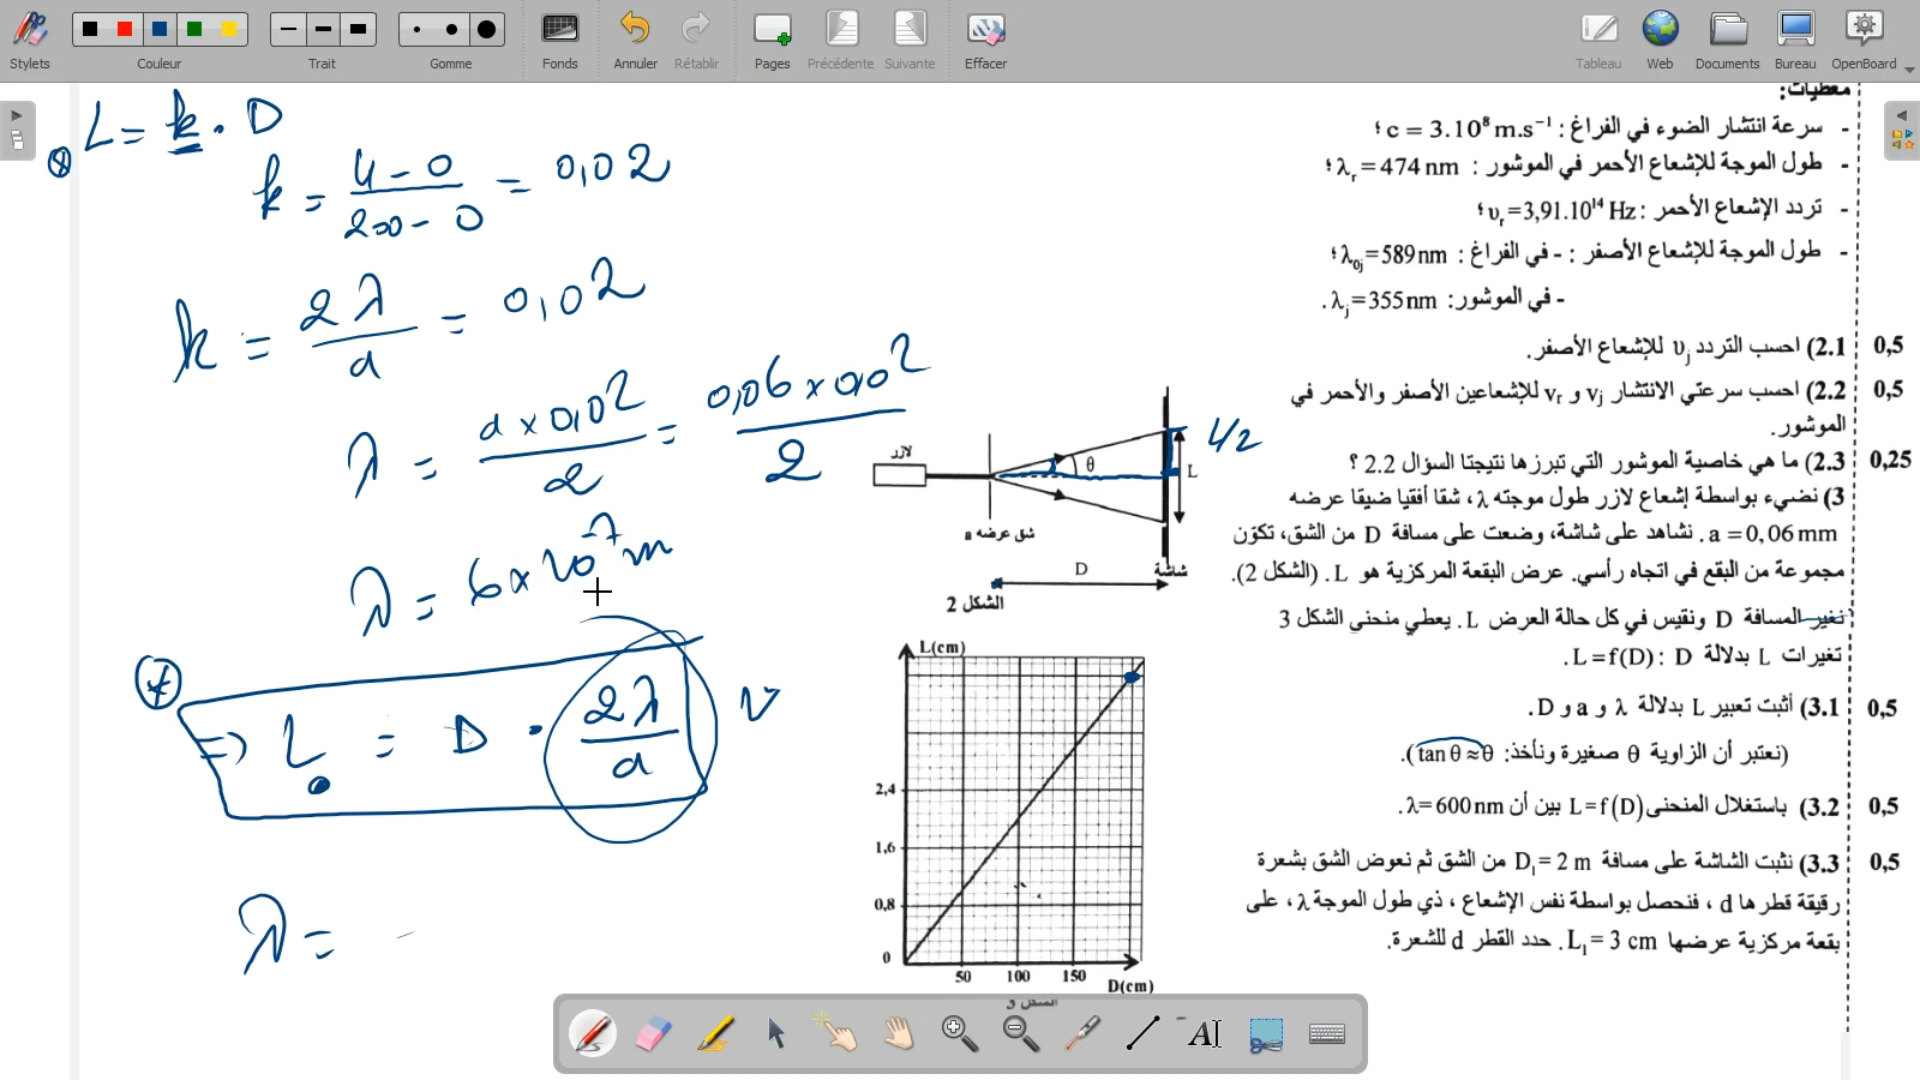 Stylets
Couleur
Trait
Gomme
Fonds
Annuler
Rétablir
Pages
Précédente
Suivante
Effacer
Tableau
Web
Documents
Bureau
OpenBoard
L = k . D
k = 4 - 0 / 200 - 0 = 0,02
k = 2λ / a = 0,02
λ = a x 0,02 / 2 = 0,06 x 0,02 / 2
λ = 6 x 10⁻⁷ m
=> L = D . 2λ / a
λ =
معطيات:
- سرعة انتشار الضوء في الفراغ : c = 3.10⁸ m.s⁻¹ ؛
- طول الموجة للإشعاع الأحمر في الموشور : λr = 474 nm ؛
- تردد الإشعاع الأحمر : υr =3,91.10¹⁴ Hz ؛
- طول الموجة للإشعاع الأصفر : - في الفراغ : λ0j =589 nm ؛
- في الموشور: λj =355 nm .
0,5 2.1) احسب التردد υj للإشعاع الأصفر.
0,5 2.2) احسب سرعتي الانتشار vj و vr للإشعاعين الأصفر والأحمر في
الموشور.
0,25 2.3) ما هي خاصية الموشور التي تبرزها نتيجتا السؤال 2.2 ؟
3) نضيء بواسطة إشعاع لازر طول موجته λ، شقا أفقيا ضيقا عرضه
a = 0,06 mm . نشاهد على شاشة، وضعت على مسافة D من الشق، تكوّن
مجموعة من البقع في اتجاه رأسي. عرض البقعة المركزية هو L . (الشكل 2).
نغير المسافة D ونقيس في كل حالة العرض L . يعطي منحنى الشكل 3
تغيرات L بدلالة D : L=f(D).
0,5 3.1) أثبت تعبير L بدلالة λ و a و D.
(نعتبر أن الزاوية θ صغيرة ونأخذ: tan θ ≈ θ).
0,5 3.2) باستغلال المنحنى L=f(D) بين أن λ=600 nm .
0,5 3.3) نثبت الشاشة على مسافة D₁ = 2 m من الشق ثم نعوض الشق بشعرة
رقيقة قطرها d ، فنحصل بواسطة نفس الإشعاع ، ذي طول الموجة λ، على
بقعة مركزية عرضها L₁ = 3 cm . حدد القطر d للشعرة.
لازر
θ
L
L/2
شق عرضه a
D
شاشة
الشكل 2
L(cm)
2,4
1,6
0,8
0
50
100
150
D(cm)